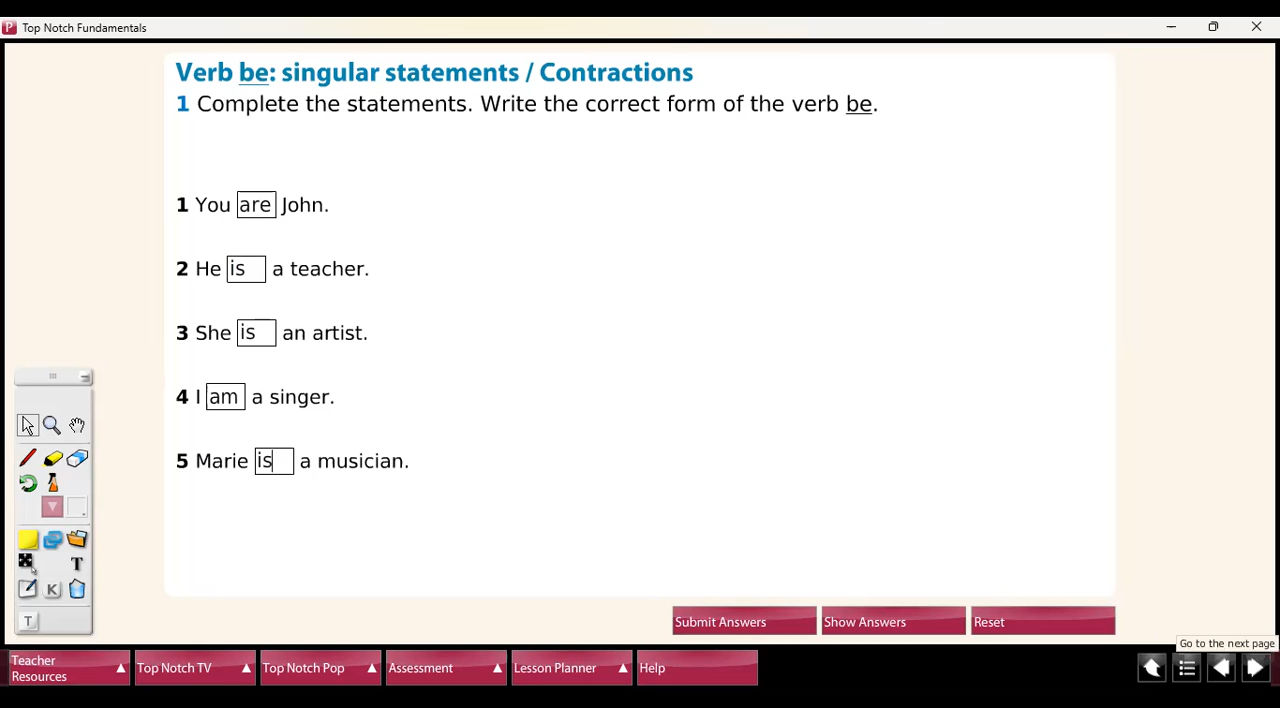 Top Notch Fundamentals
Verb be: singular statements / Contractions
1 Complete the statements. Write the correct form of the verb be.
1 You are John.
2 He is a teacher.
3 She is an artist.
4 I am a singer.
5 Marie is a musician.
T
K
T
Submit Answers
Show Answers
Reset
Go to the next page
Teacher Resources
Top Notch TV
Top Notch Pop
Assessment
Lesson Planner
Help